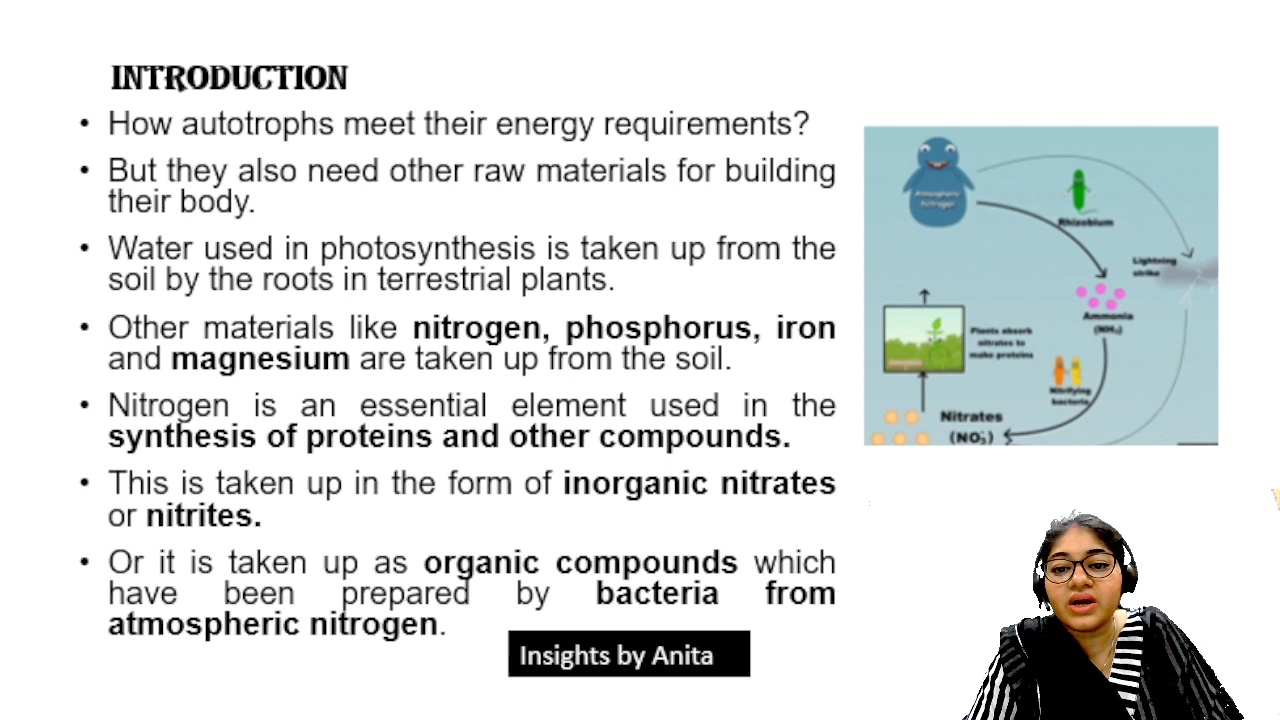 INTRODUCTION
• How autotrophs meet their energy requirements?
• But they also need other raw materials for building
their body.
• Water used in photosynthesis is taken up from the
soil by the roots in terrestrial plants.
• Other materials like nitrogen, phosphorus, iron
and magnesium are taken up from the soil.
• Nitrogen is an essential element used in the
synthesis of proteins and other compounds.
• This is taken up in the form of inorganic nitrates
or nitrites.
• Or it is taken up as organic compounds which
have been prepared by bacteria from
atmospheric nitrogen.
Insights by Anita
Atmospheric
Nitrogen
Rhizobium
Lightning
strike
Ammonia
(NH₃)
Plants absorb
nitrates to
make proteins
Nitrifying
bacteria
Nitrates
(NO₃⁻)